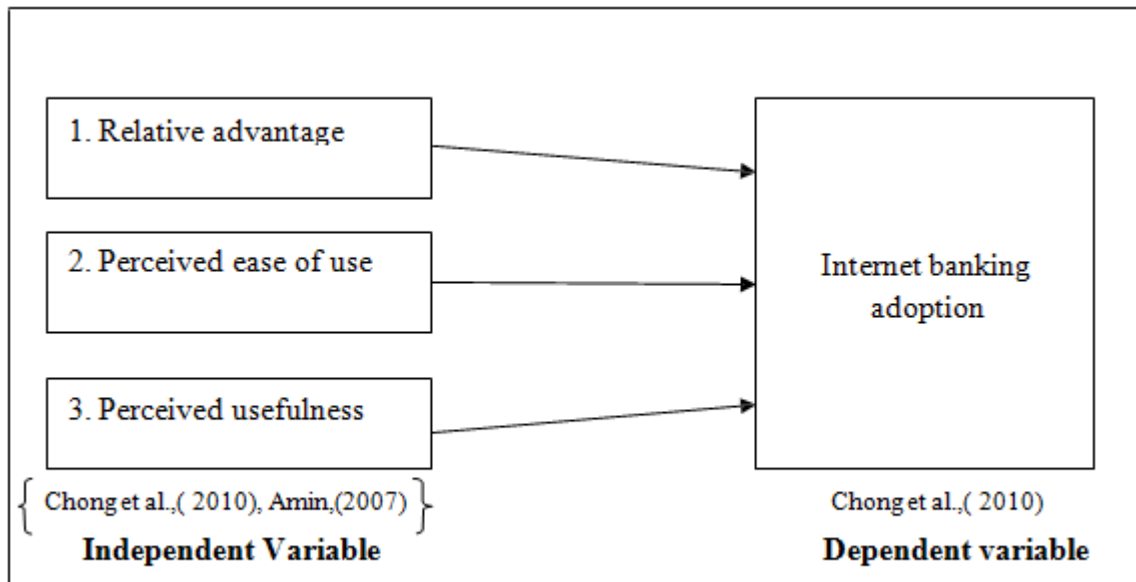 1. Relative advantage
2. Perceived ease of use
3. Perceived usefulness
Internet banking
adoption
{ Chong et al.,( 2010), Amin,(2007) }
Independent Variable
Chong et al.,( 2010)
Dependent variable